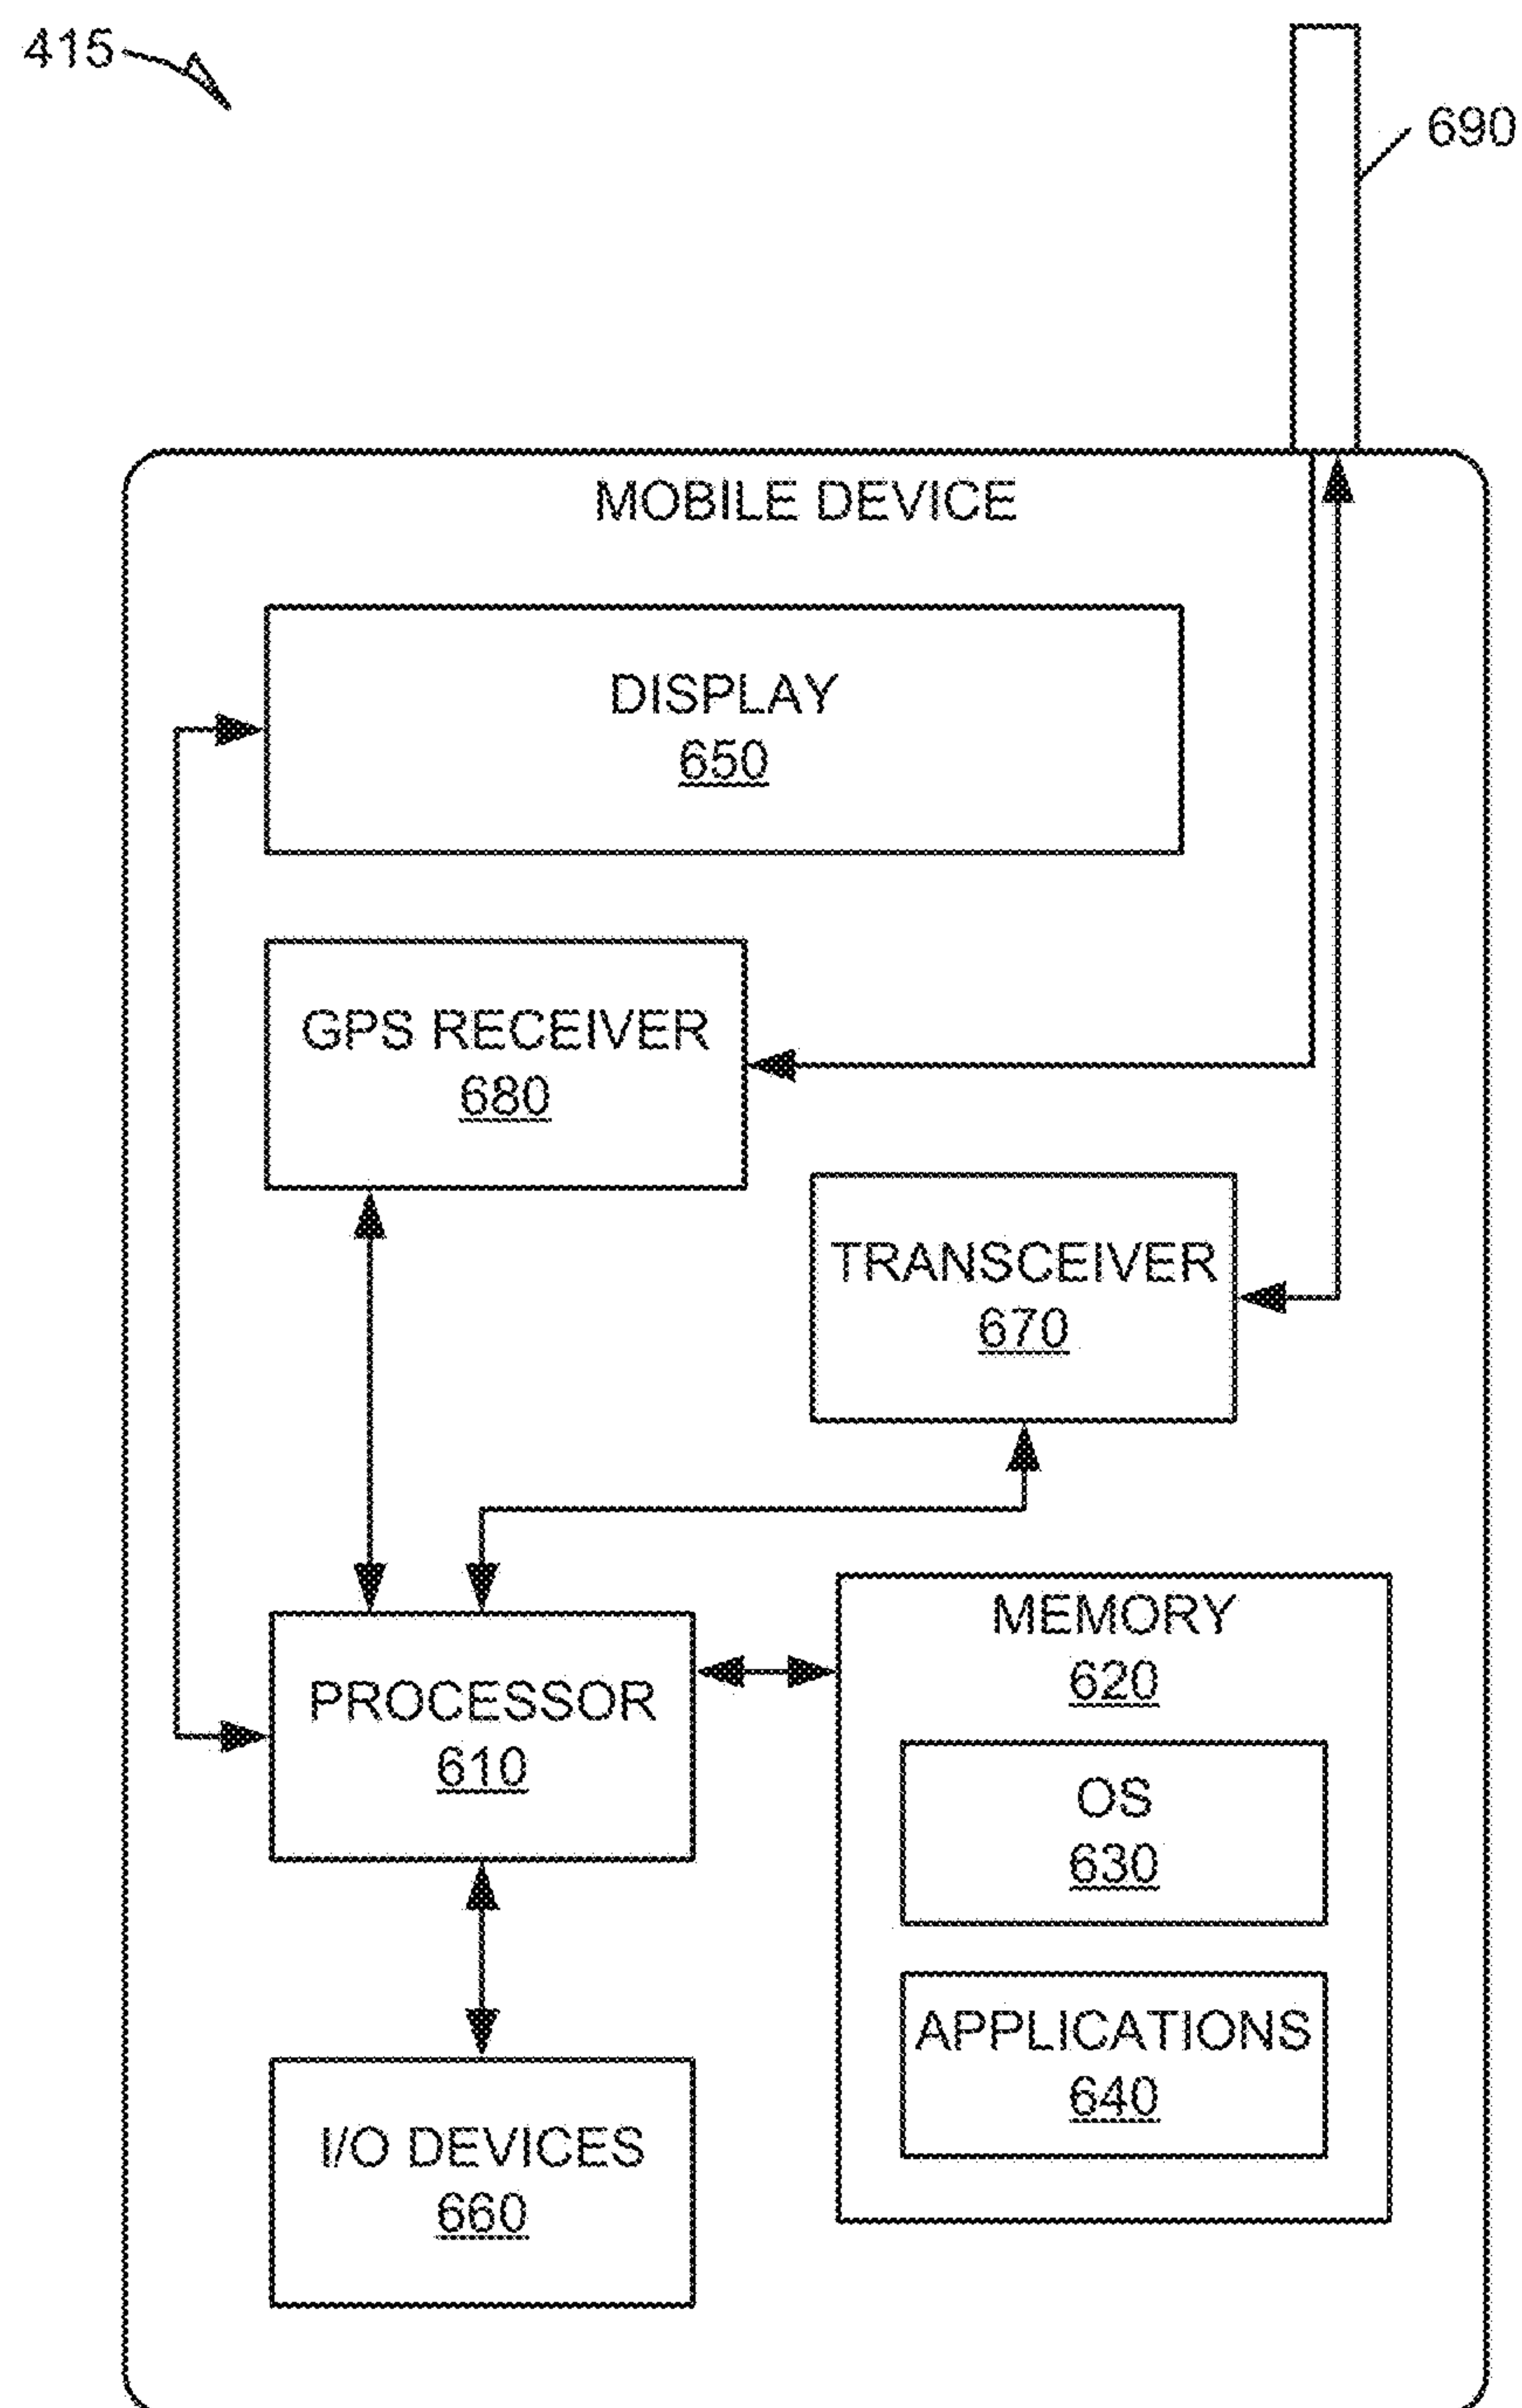 415
690
MOBILE DEVICE
DISPLAY
650
GPS RECEIVER
680
TRANSCEIVER
670
PROCESSOR
610
MEMORY
620
OS
630
APPLICATIONS
640
I/O DEVICES
660